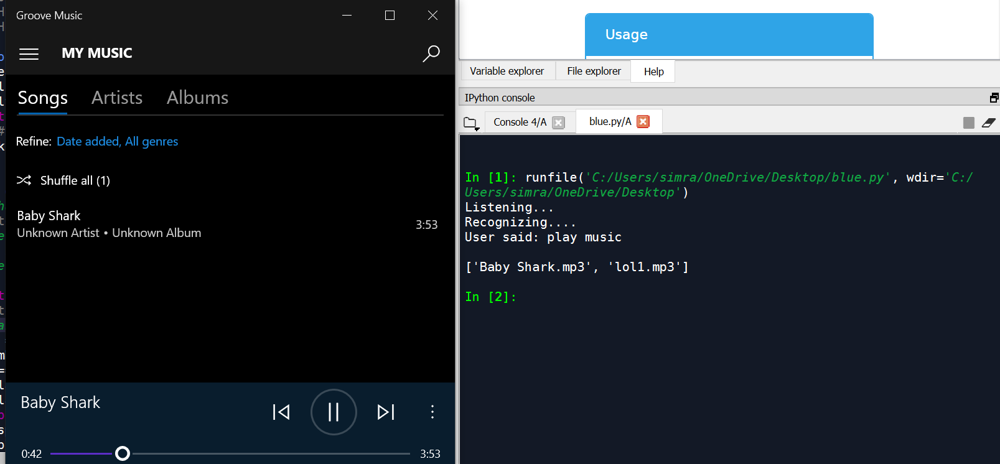 Groove Music
MY MUSIC
Songs Artists Albums
Refine: Date added, All genres
Shuffle all (1)
Baby Shark
Unknown Artist • Unknown Album
3:53
Baby Shark
0:42
3:53
Usage
Variable explorer File explorer Help
IPython console
Console 4/A blue.py/A
In [1]: runfile('C:/Users/simra/OneDrive/Desktop/blue.py', wdir='C:/
Users/simra/OneDrive/Desktop')
Listening...
Recognizing....
User said: play music
['Baby Shark.mp3', 'lol1.mp3']
In [2]: